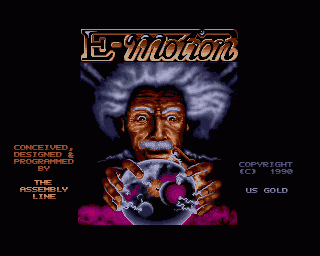 E-Motion
CONCEIVED,
DESIGNED &
PROGRAMMED
BY
THE
ASSEMBLY
LINE
COPYRIGHT
(C) 1990
US GOLD